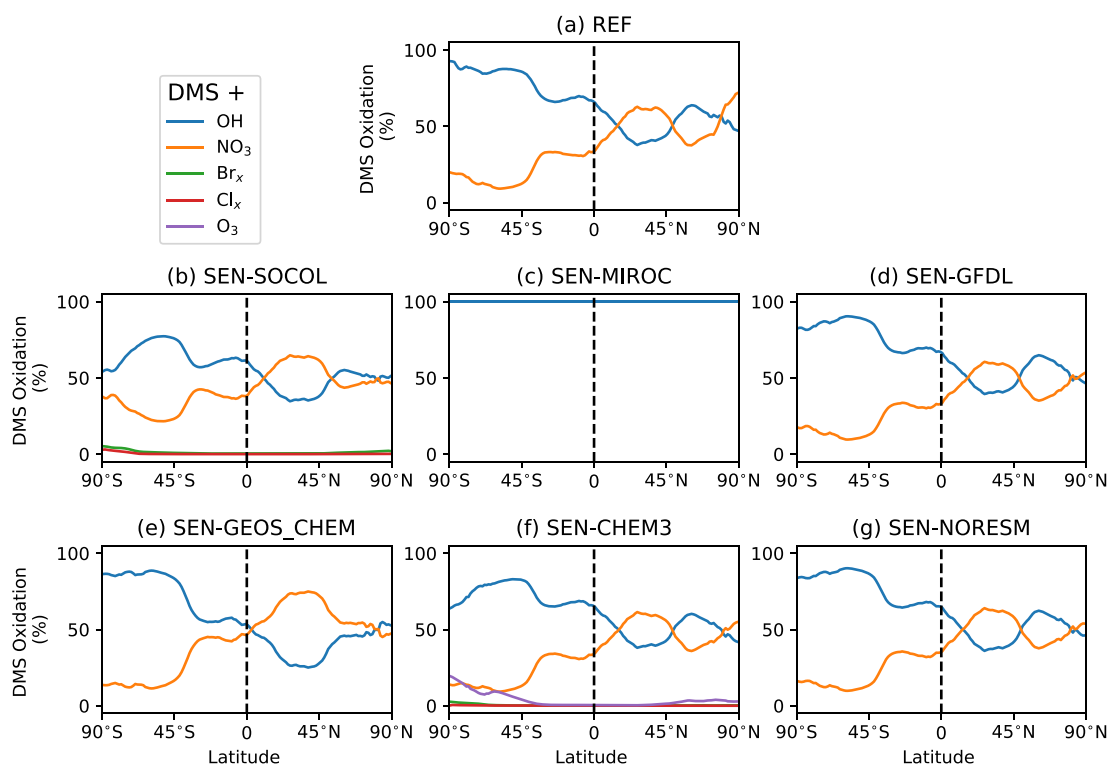 (a) REF
DMS +
OH
NO₃
Brₓ
Clₓ
O₃
DMS Oxidation
(%)
100
50
0
90°S 45°S 0 45°N 90°N
(b) SEN-SOCOL (c) SEN-MIROC (d) SEN-GFDL
DMS Oxidation
(%)
100 100 100
50 50 50
0 0 0
90°S 45°S 0 45°N 90°N 90°S 45°S 0 45°N 90°N 90°S 45°S 0 45°N 90°N
(e) SEN-GEOS_CHEM (f) SEN-CHEM3 (g) SEN-NORESM
DMS Oxidation
(%)
100 100 100
50 50 50
0 0 0
90°S 45°S 0 45°N 90°N 90°S 45°S 0 45°N 90°N 90°S 45°S 0 45°N 90°N
Latitude Latitude Latitude